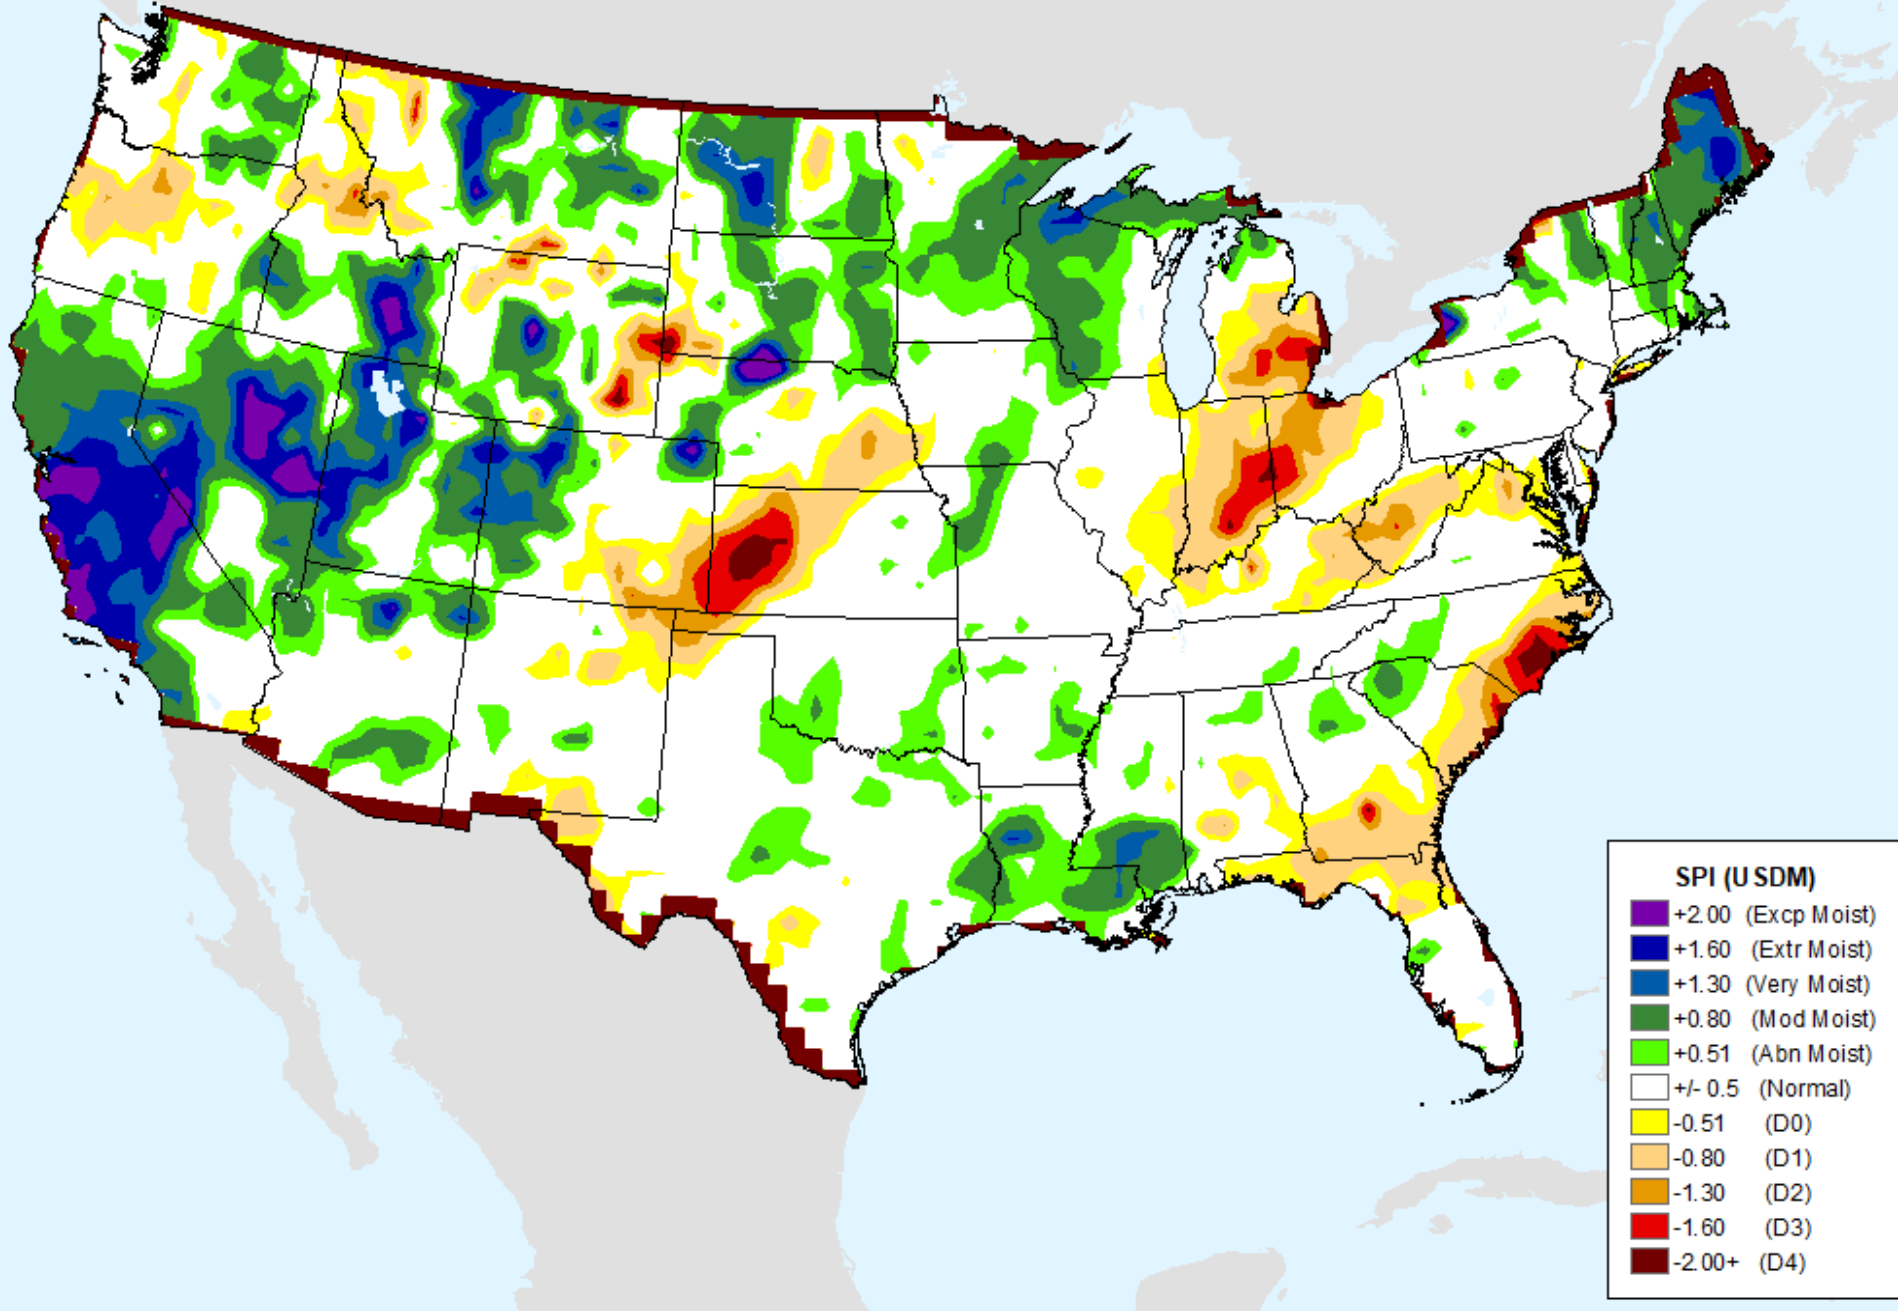 SPI (USDM)
+2.00 (Excp Moist)
+1.60 (Extr Moist)
+1.30 (Very Moist)
+0.80 (Mod Moist)
+0.51 (Abn Moist)
+/- 0.5 (Normal)
-0.51 (D0)
-0.80 (D1)
-1.30 (D2)
-1.60 (D3)
-2.00+ (D4)